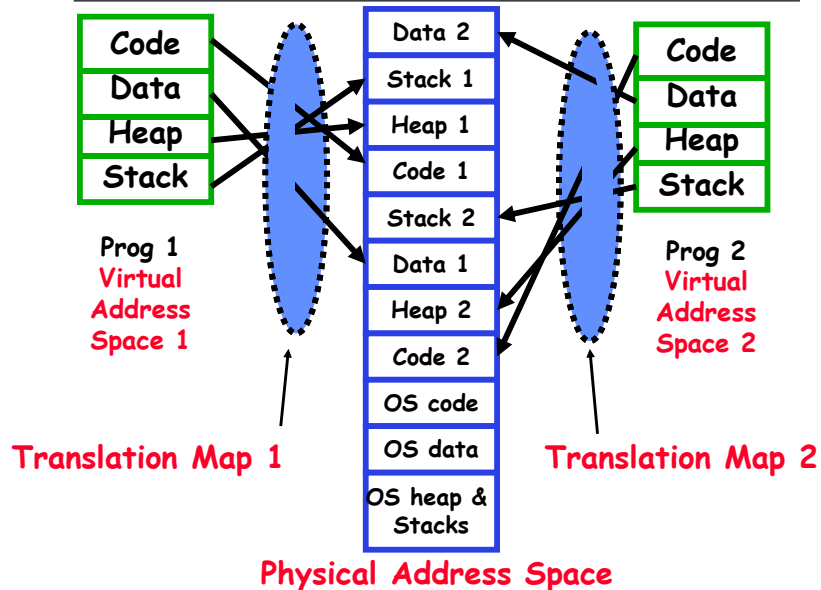 Code
Data
Heap
Stack
Prog 1
Virtual
Address
Space 1
Translation Map 1
Data 2
Stack 1
Heap 1
Code 1
Stack 2
Data 1
Heap 2
Code 2
OS code
OS data
OS heap &
Stacks
Physical Address Space
Code
Data
Heap
Stack
Prog 2
Virtual
Address
Space 2
Translation Map 2